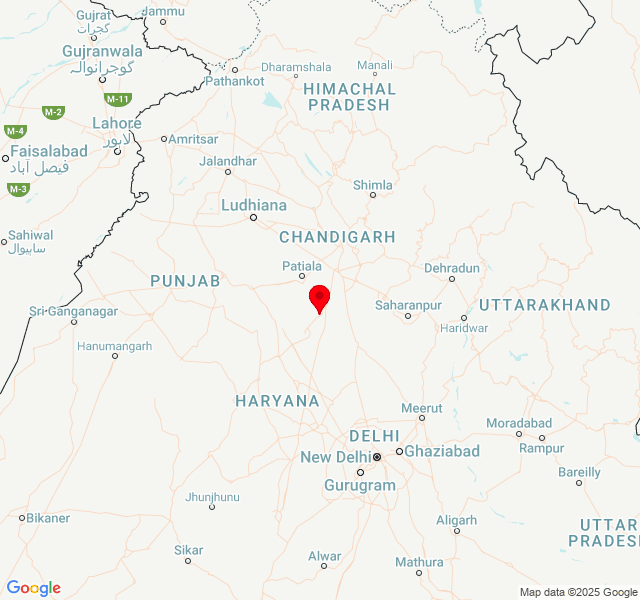 Jammu
Gujrat
گجرات
Gujranwala
گوجرانوالہ
Pathankot
Dharamshala
Manali
HIMACHAL
PRADESH
M-11
M-2
M-4
Lahore
لاہور
Amritsar
Faisalabad
فیصل آباد
M-3
Jalandhar
Shimla
Ludhiana
Sahiwal
ساہیوال
CHANDIGARH
Patiala
Dehradun
PUNJAB
Saharanpur
UTTARAKHAND
Sri Ganganagar
Haridwar
Hanumangarh
HARYANA
Meerut
Moradabad
DELHI
Rampur
New Delhi
Ghaziabad
Gurugram
Bareilly
Jhunjhunu
Bikaner
Aligarh
UTTAR
PRADES
Sikar
Alwar
Mathura
Google
Map data ©2025 Google